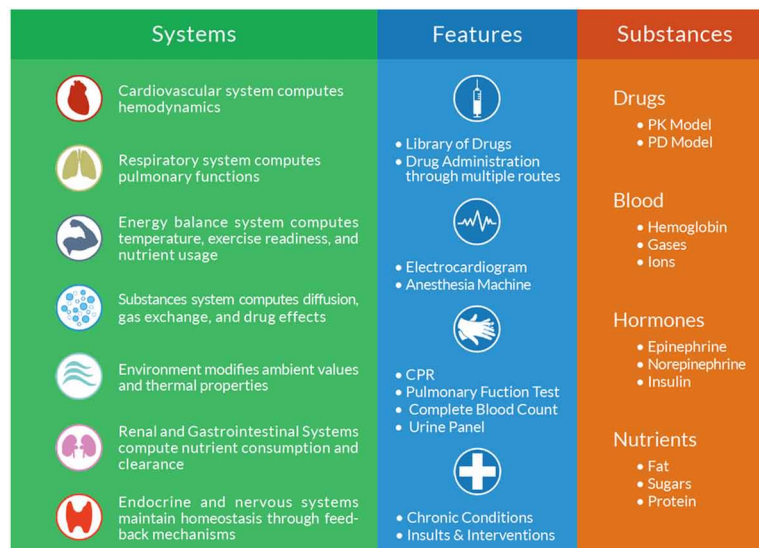 Systems
Cardiovascular system computes
hemodynamics
Respiratory system computes
pulmonary functions
Energy balance system computes
temperature, exercise readiness, and
nutrient usage
Substances system computes diffusion,
gas exchange, and drug effects
Environment modifies ambient values
and thermal properties
Renal and Gastrointestinal Systems
compute nutrient consumption and
clearance
Endocrine and nervous systems
maintain homeostasis through feed-
back mechanisms
Features
• Library of Drugs
• Drug Administration
through multiple routes
• Electrocardiogram
• Anesthesia Machine
• CPR
• Pulmonary Fuction Test
• Complete Blood Count
• Urine Panel
• Chronic Conditions
• Insults & Interventions
Substances
Drugs
• PK Model
• PD Model
Blood
• Hemoglobin
• Gases
• Ions
Hormones
• Epinephrine
• Norepinephrine
• Insulin
Nutrients
• Fat
• Sugars
• Protein